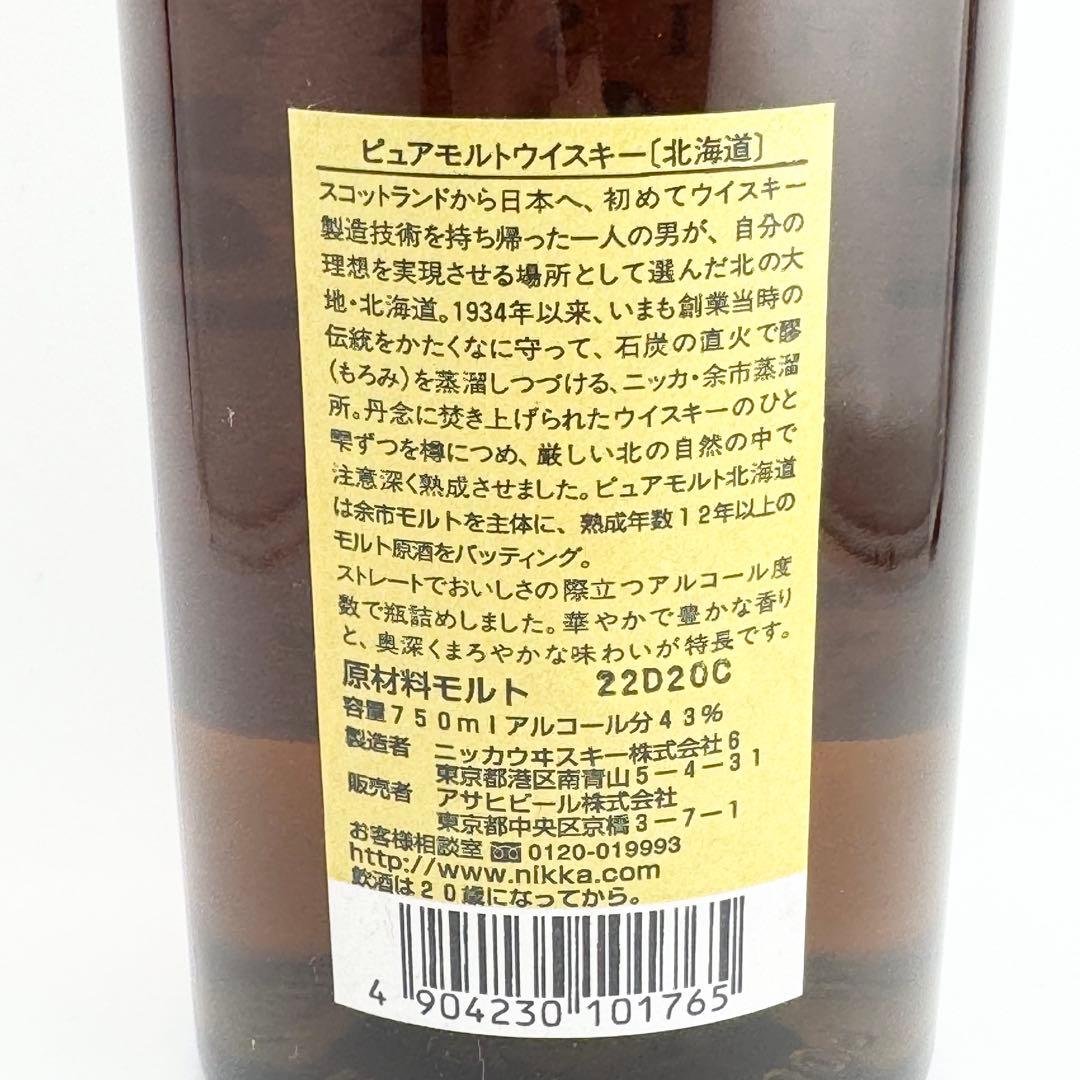 ピュアモルトウイスキー〔北海道〕
スコットランドから日本へ、初めてウイスキー
製造技術を持ち帰った一人の男が、自分の
理想を実現させる場所として選んだ北の大
地・北海道。1934年以来、いまも創業当時の
伝統をかたくなに守って、石炭の直火で醪
(もろみ)を蒸溜しつづける、ニッカ・余市蒸溜
所。丹念に焚き上げられたウイスキーのひと
雫ずつを樽につめ、厳しい北の自然の中で
注意深く熟成させました。ピュアモルト北海道
は余市モルトを主体に、熟成年数12年以上の
モルト原酒をバッティング。
ストレートでおいしさの際立つアルコール度
数で瓶詰めしました。華やかで豊かな香り
と、奥深くまろやかな味わいが特長です。
原材料モルト 22D20C
容量750mlアルコール分43%
製造者 ニッカウヰスキー株式会社6
東京都港区南青山5-4-31
販売者 アサヒビール株式会社
東京都中央区京橋3-7-1
お客様相談室 0120-019993
http://www.nikka.com
飲酒は20歳になってから。
4 904230 101765